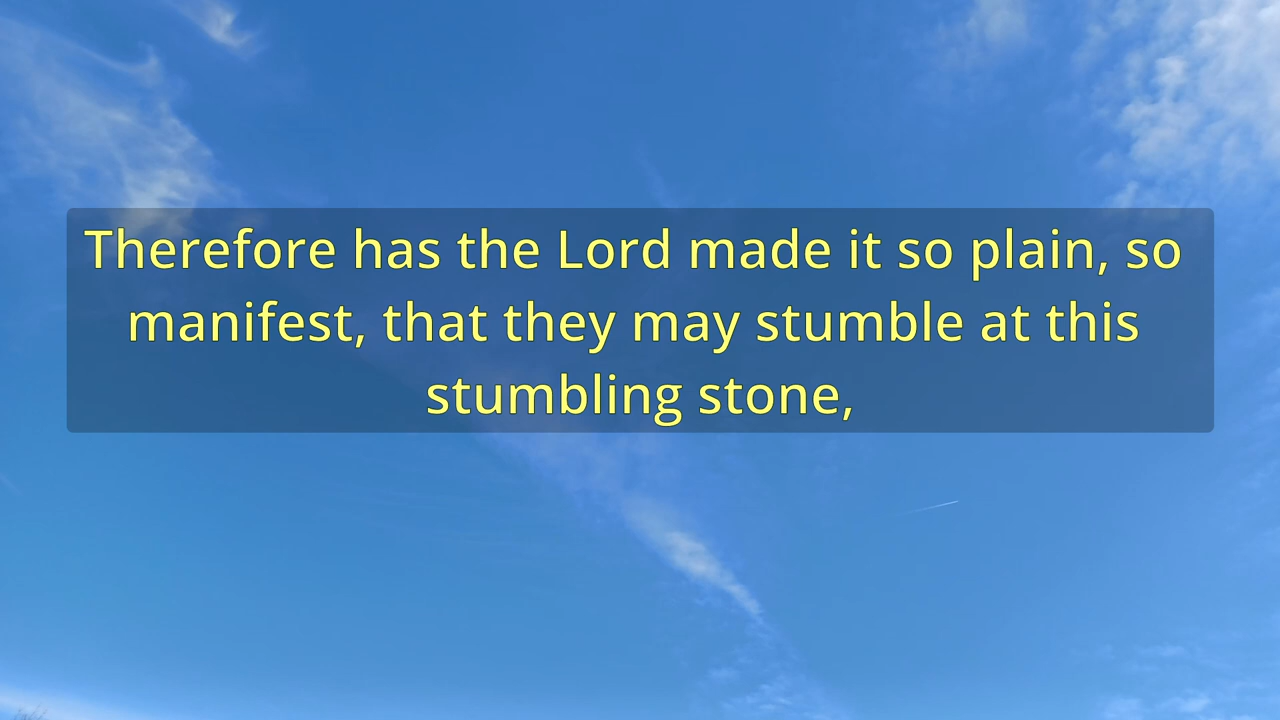 Therefore has the Lord made it so plain, so
manifest, that they may stumble at this
stumbling stone,